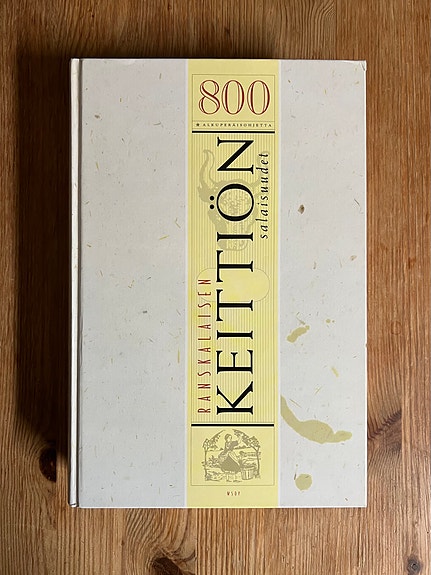 800
★ ALKUPERÄISOHJETTA
RANSKALAISEN
KEITTIÖN
salaisuudet
WSOY